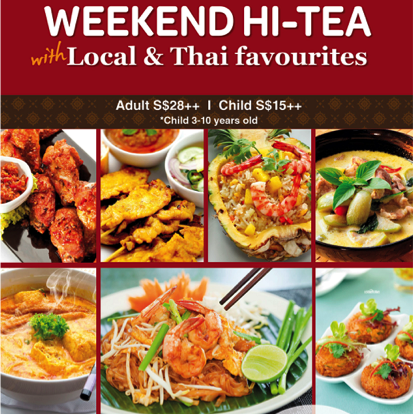 WEEKEND HI-TEA
with Local & Thai favourites
Adult S$28++ I Child S$15++
*Child 3-10 years old